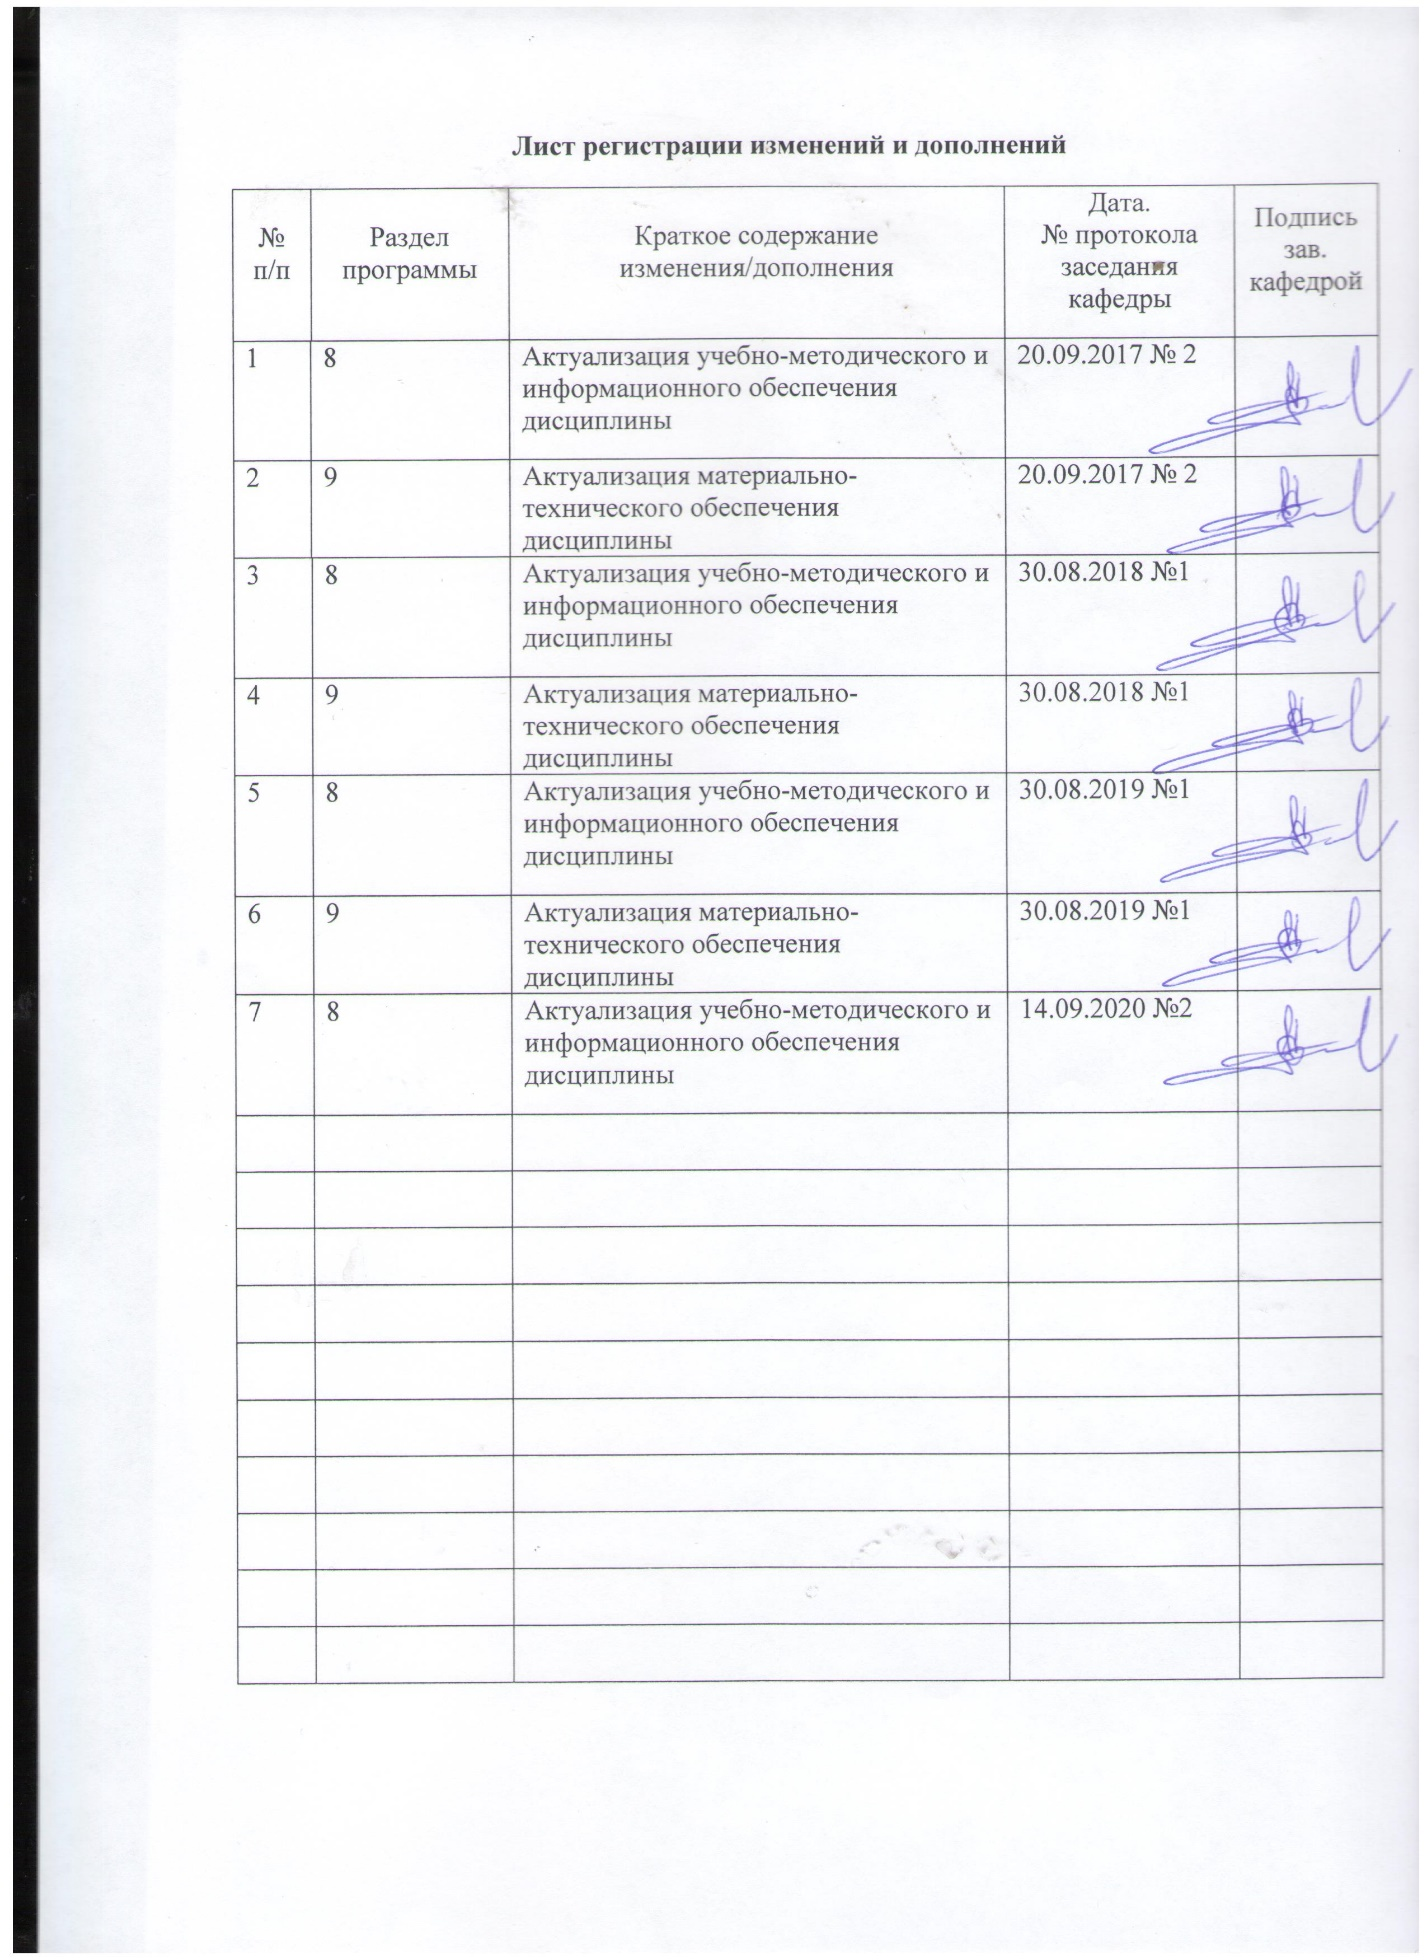 Лист регистрации изменений и дополнений
№
п/п
Раздел
программы
Краткое содержание
изменения/дополнения
Дата.
№ протокола
заседания
кафедры
Подпись
зав.
кафедрой
1
8
Актуализация учебно-методического и
информационного обеспечения
дисциплины
20.09.2017 № 2
2
9
Актуализация материально-
технического обеспечения
дисциплины
20.09.2017 № 2
3
8
Актуализация учебно-методического и
информационного обеспечения
дисциплины
30.08.2018 №1
4
9
Актуализация материально-
технического обеспечения
дисциплины
30.08.2018 №1
5
8
Актуализация учебно-методического и
информационного обеспечения
дисциплины
30.08.2019 №1
6
9
Актуализация материально-
технического обеспечения
дисциплины
30.08.2019 №1
7
8
Актуализация учебно-методического и
информационного обеспечения
дисциплины
14.09.2020 №2